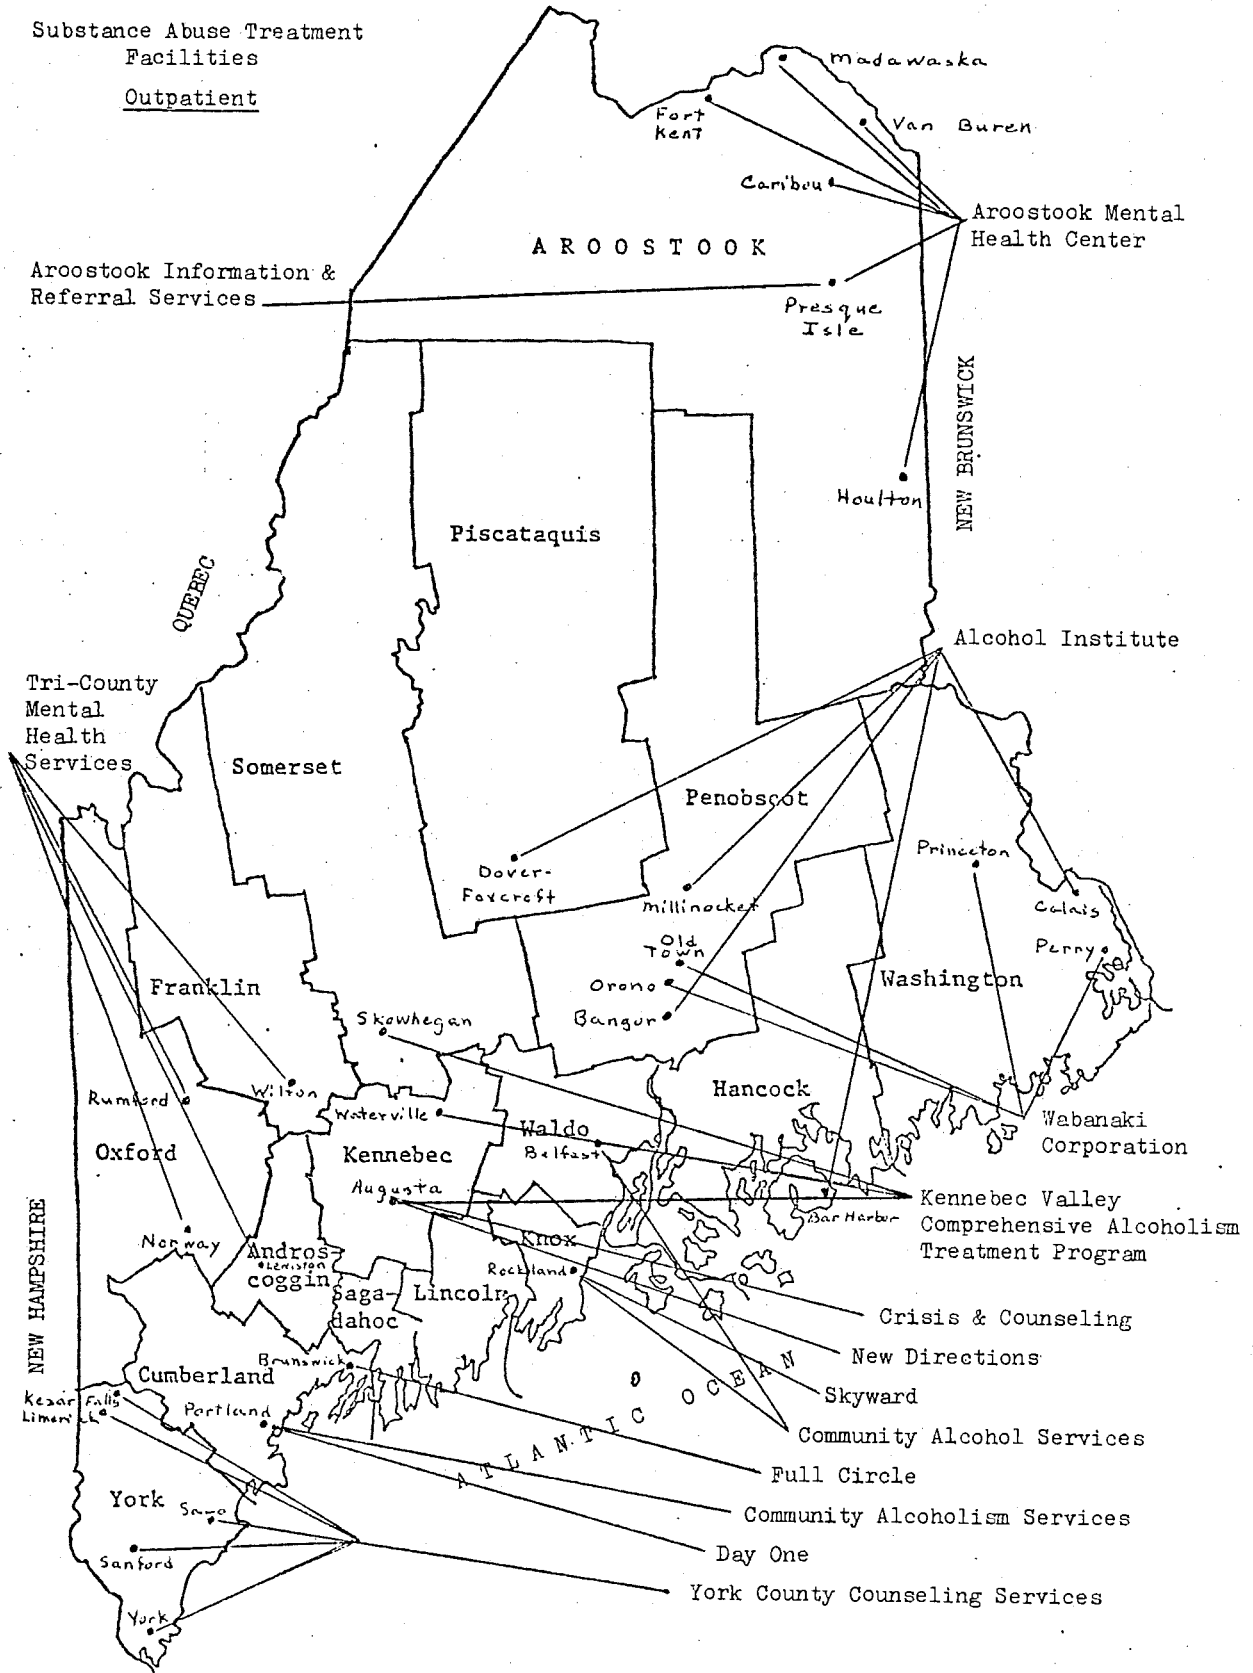 Substance Abuse Treatment
Facilities
Outpatient
Madawaska
Fort
Kent
Van Buren
Caribou
Aroostook Mental
Health Center
AROOSTOOK
Aroostook Information &
Referral Services
Presque
Isle
NEW BRUNSWICK
Houlton
Piscataquis
QUEBEC
Alcohol Institute
Tri-County
Mental
Health
Services
Somerset
Penobscot
Princeton
Dover-
Foxcroft
Millinocket
Calais
Old
Town
Perry
Orono
Washington
Franklin
Bangor
Skowhegan
Hancock
Rumford
Wilton
Waterville
Waldo
Belfast
Wabanaki
Corporation
Oxford
Kennebec
Augusta
Kennebec Valley
Comprehensive Alcoholism
Treatment Program
Bar Harbor
NEW HAMPSHIRE
Norway
Knox
Andros-
Lewiston
coggin
Rockland
Saga-
dahoc
Lincoln
Crisis & Counseling
New Directions
Brunswick
Cumberland
Skyward
Kezar Falls
Limerick
Portland
ATLANTIC OCEAN
Community Alcohol Services
Full Circle
York
Saco
Community Alcoholism Services
Sanford
Day One
York County Counseling Services
York